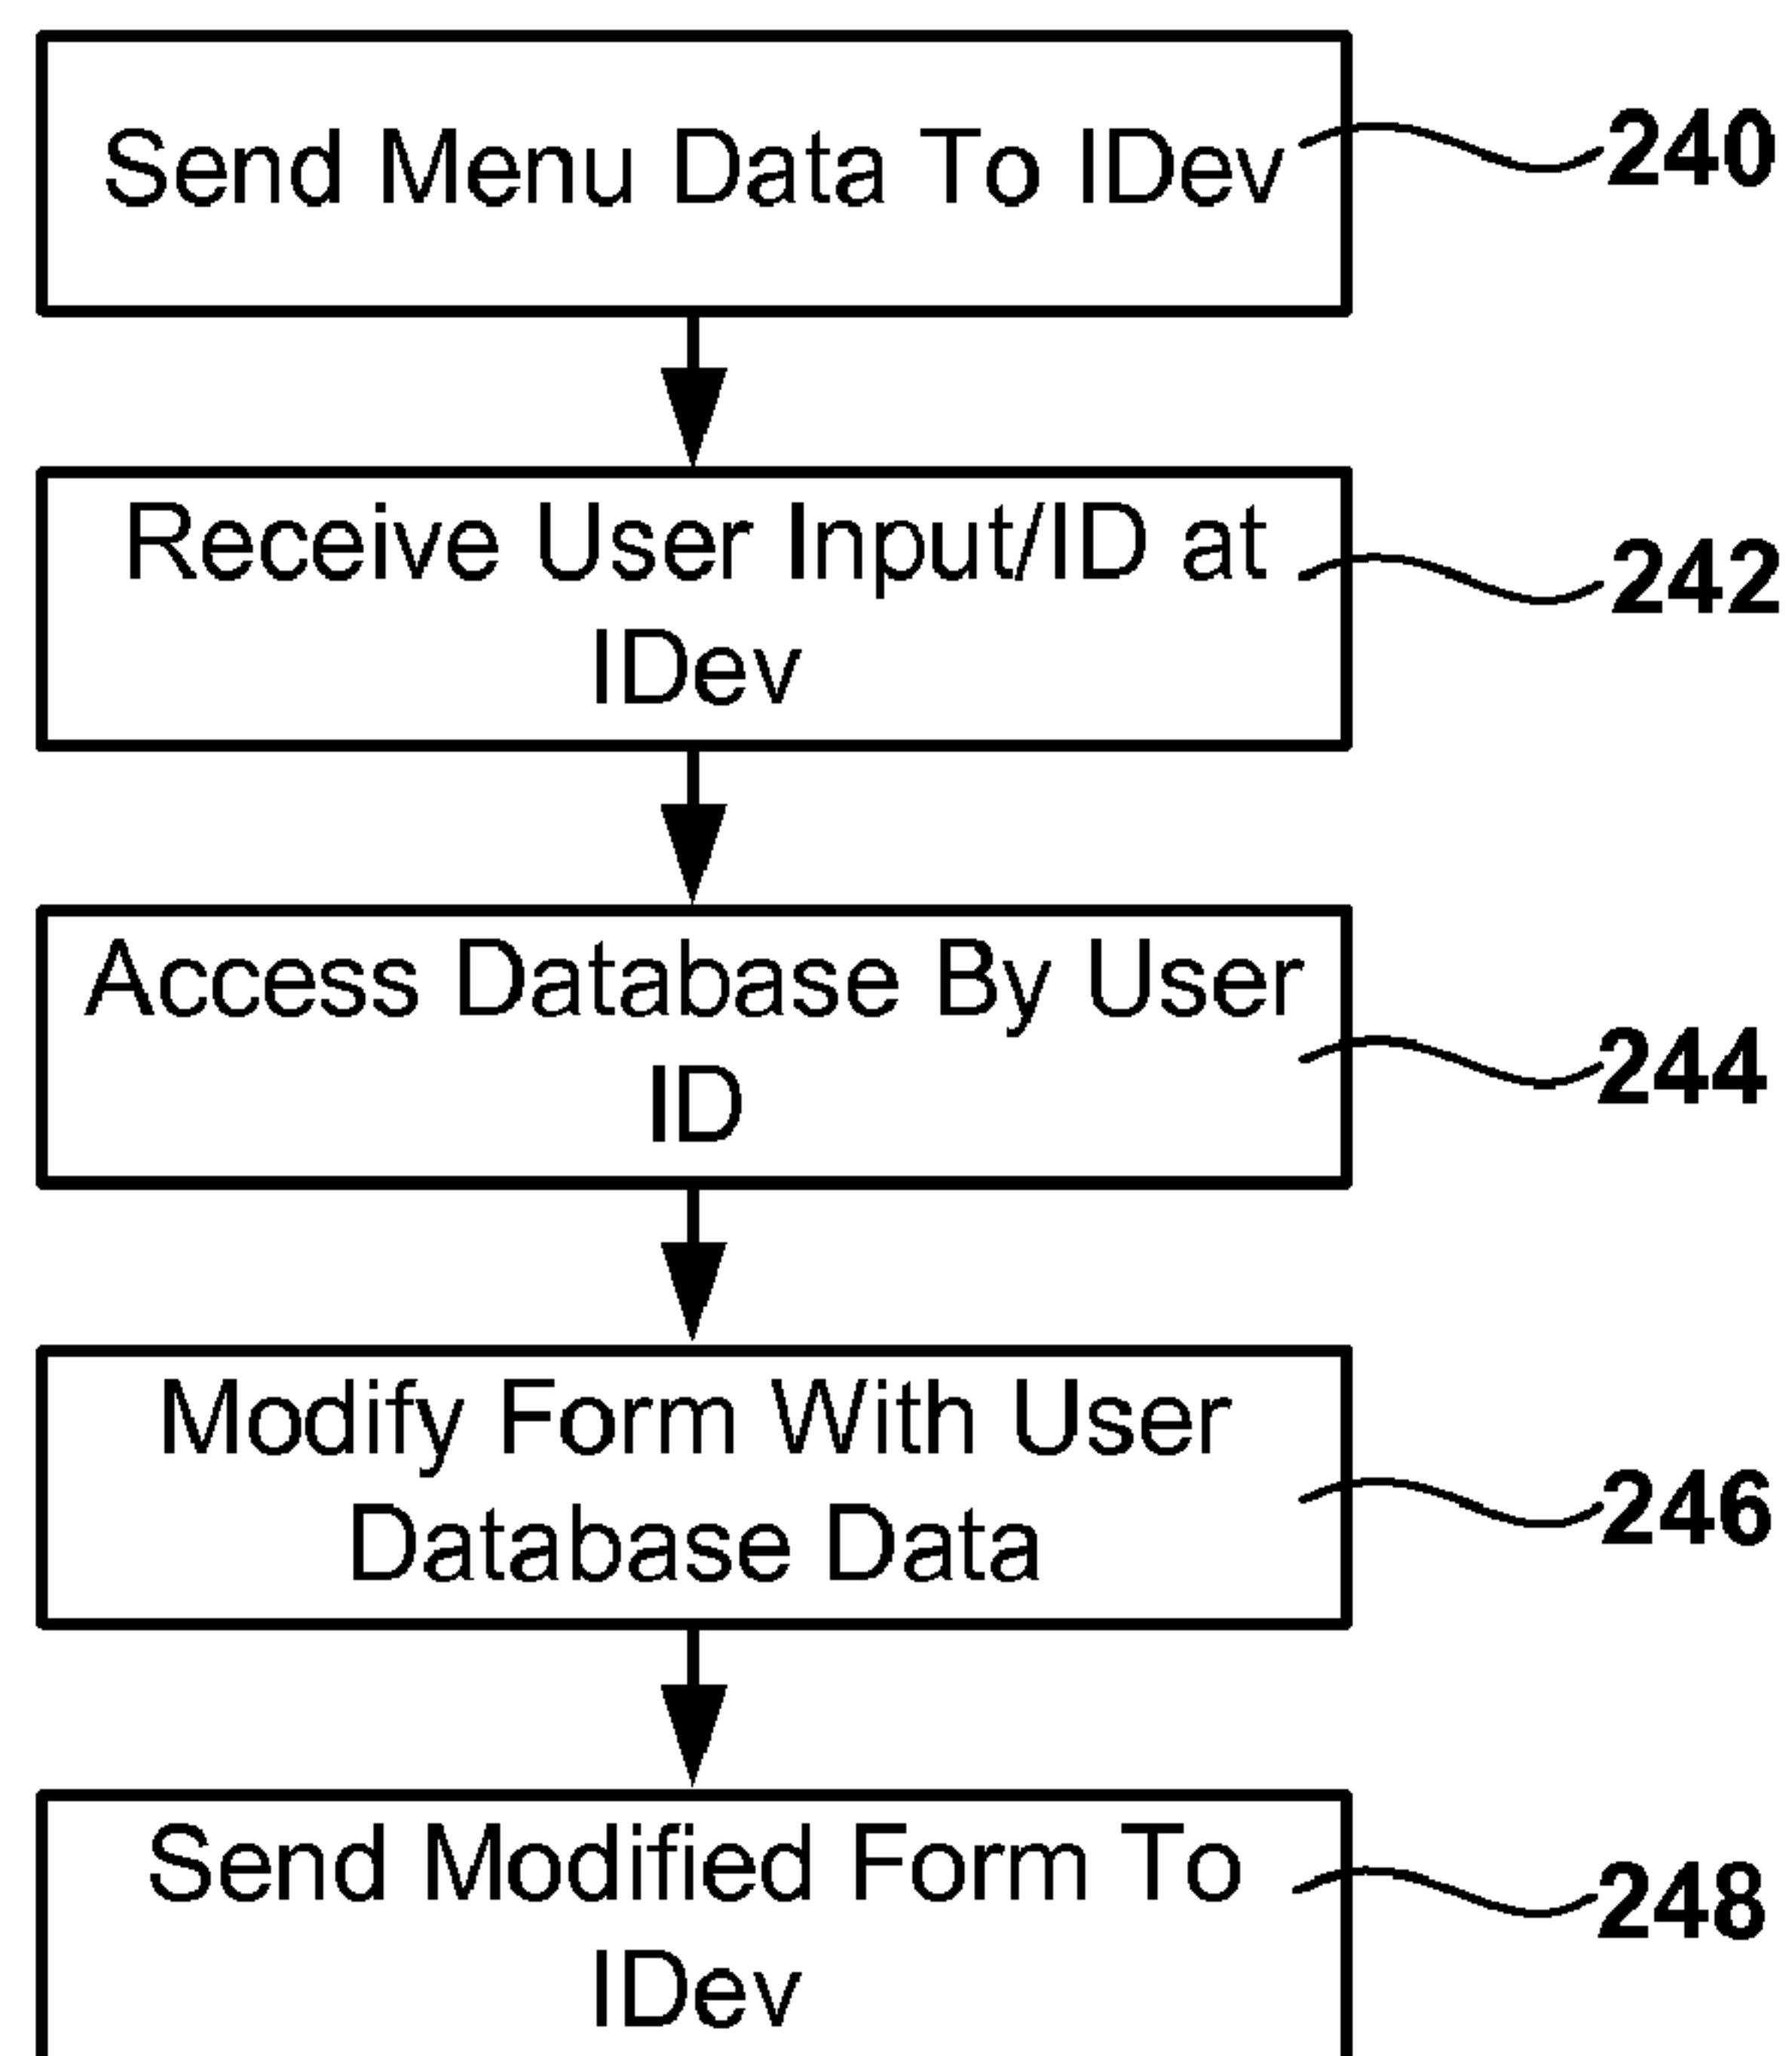 Send Menu Data To IDev
240
Receive User Input/ID at
IDev
242
Access Database By User
ID
244
Modify Form With User
Database Data
246
Send Modified Form To
IDev
248